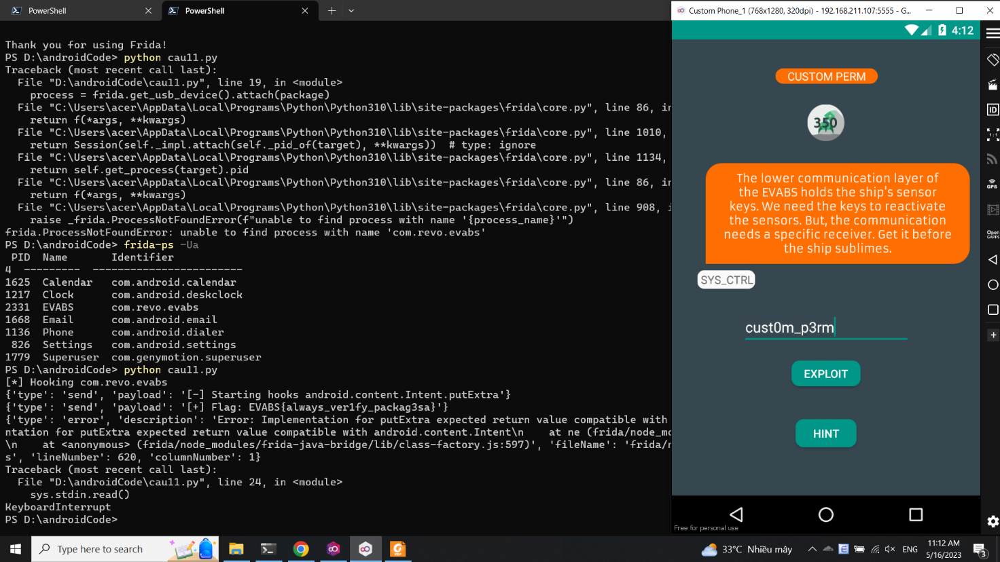 PowerShell
PowerShell
Thank you for using Frida!
PS D:\androidCode> python cau11.py
Traceback (most recent call last):
  File "D:\androidCode\cau11.py", line 19, in <module>
    process = frida.get_usb_device().attach(package)
  File "C:\Users\acer\AppData\Local\Programs\Python\Python310\lib\site-packages\frida\core.py", line 86, in
    return f(*args, **kwargs)
  File "C:\Users\acer\AppData\Local\Programs\Python\Python310\lib\site-packages\frida\core.py", line 1010,
    return Session(self._impl.attach(self._pid_of(target), **kwargs))  # type: ignore
  File "C:\Users\acer\AppData\Local\Programs\Python\Python310\lib\site-packages\frida\core.py", line 1134,
    return self.get_process(target).pid
  File "C:\Users\acer\AppData\Local\Programs\Python\Python310\lib\site-packages\frida\core.py", line 86, in
    return f(*args, **kwargs)
  File "C:\Users\acer\AppData\Local\Programs\Python\Python310\lib\site-packages\frida\core.py", line 908, i
    raise _frida.ProcessNotFoundError(f"unable to find process with name '{process_name}'")
frida.ProcessNotFoundError: unable to find process with name 'com.revo.evabs'
PS D:\androidCode> frida-ps -Ua
 PID  Name       Identifier
4  ---------  ------------------------
1625  Calendar   com.android.calendar
1217  Clock      com.android.deskclock
2331  EVABS      com.revo.evabs
1668  Email      com.android.email
1136  Phone      com.android.dialer
 826  Settings   com.android.settings
1779  Superuser  com.genymotion.superuser
PS D:\androidCode> python cau11.py
[*] Hooking com.revo.evabs
{'type': 'send', 'payload': '[-] Starting hooks android.content.Intent.putExtra'}
{'type': 'send', 'payload': '[+] Flag: EVABS{always_ver1fy_packag3sa}'}
{'type': 'error', 'description': 'Error: Implementation for putExtra expected return value compatible with
ntation for putExtra expected return value compatible with android.content.Intent\n    at ne (frida/node_mo
\n    at <anonymous> (frida/node_modules/frida-java-bridge/lib/class-factory.js:597)', 'fileName': 'frida/n
s', 'lineNumber': 620, 'columnNumber': 1}
Traceback (most recent call last):
  File "D:\androidCode\cau11.py", line 24, in <module>
    sys.stdin.read()
KeyboardInterrupt
PS D:\androidCode>
Custom Phone_1 (768x1280, 320dpi) - 192.168.211.107:5555 - G...
4:12
CUSTOM PERM
350
The lower communication layer of
the EVABS holds the ship's sensor
keys. We need the keys to reactivate
the sensors. But, the communication
needs a specific receiver. Get it before
the ship sublimes.
SYS_CTRL
cust0m_p3rm
EXPLOIT
HINT
Free for personal use
ID
1:1
GPS
Open
GAPPS
Type here to search
33°C Nhiều mây
ENG
11:12 AM
5/16/2023
3